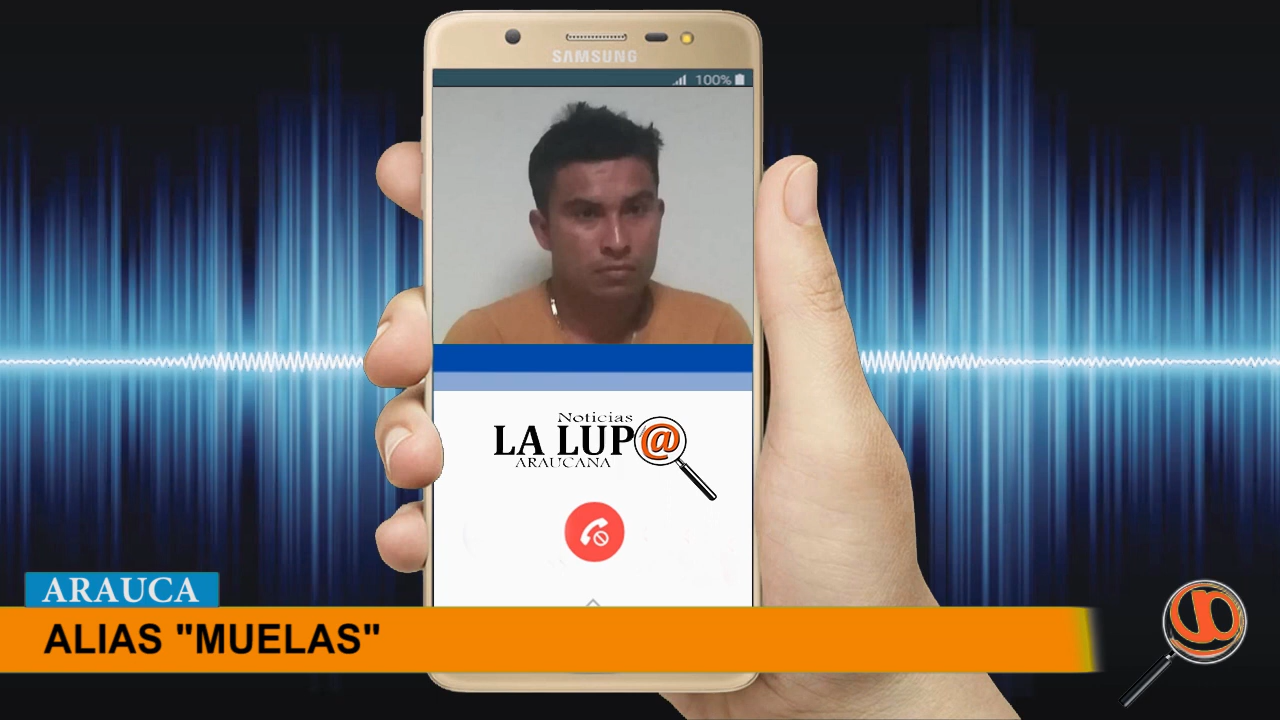 SAMSUNG
100%
Noticias
LA LUP@
ARAUCANA
ARAUCA
ALIAS "MUELAS"